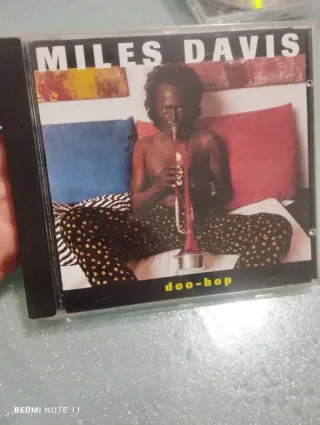 MILES DAVIS
doo-bop
REDMI NOTE 11